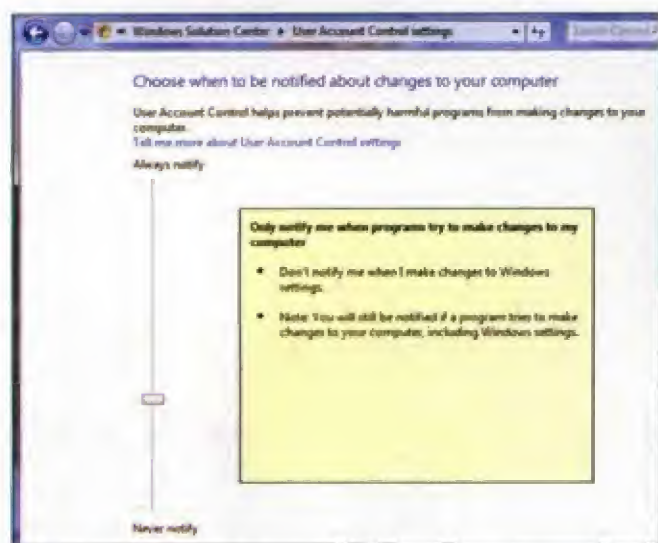 Windows Solution Center ▸ User Account Control settings
Choose when to be notified about changes to your computer
User Account Control helps prevent potentially harmful programs from making changes to your
computer.
Tell me more about User Account Control settings
Always notify
Only notify me when programs try to make changes to my
computer
• Don't notify me when I make changes to Windows
settings.
• Note: You will still be notified if a program tries to make
changes to your computer, including Windows settings.
Never notify